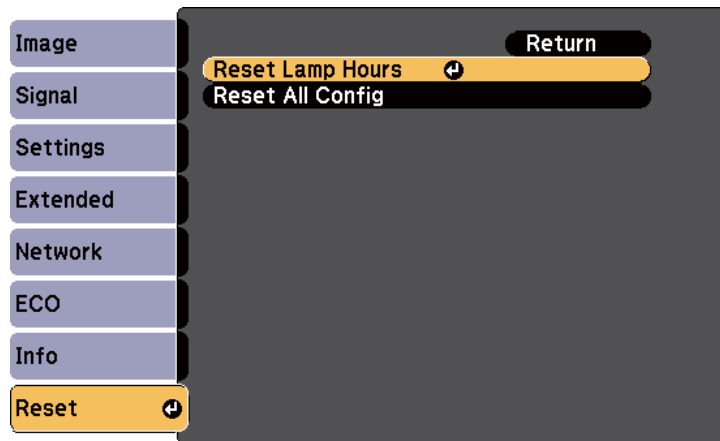 Image
Signal
Settings
Extended
Network
ECO
Info
Reset
Return
Reset Lamp Hours
Reset All Config